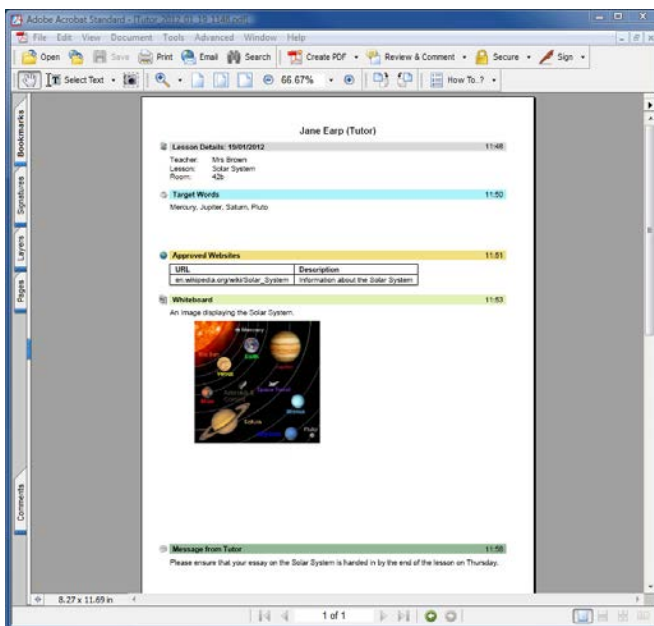 Adobe Acrobat Standard - [Tutor_2012_01_19_1148.pdf]
File Edit View Document Tools Advanced Window Help
Open Save Print Email Search Create PDF Review & Comment Secure Sign
Select Text 66.67% How To..?
Bookmarks
Signatures
Layers
Pages
Comments
Jane Earp (Tutor)
Lesson Details: 19/01/2012 11:48
Teacher: Mrs Brown
Lesson: Solar System
Room: 42b
Target Words 11:50
Mercury, Jupiter, Saturn, Pluto
Approved Websites 11:51
URL Description
en.wikipedia.org/wiki/Solar_System Information about the Solar System
Whiteboard 11:53
An image displaying the Solar System.
Mercury
Earth
Jupiter
Venus
Mars
Saturn
Uranus
Pluto
Message from Tutor 11:58
Please ensure that your essay on the Solar System is handed in by the end of the lesson on Thursday.
8.27 x 11.69 in
1 of 1